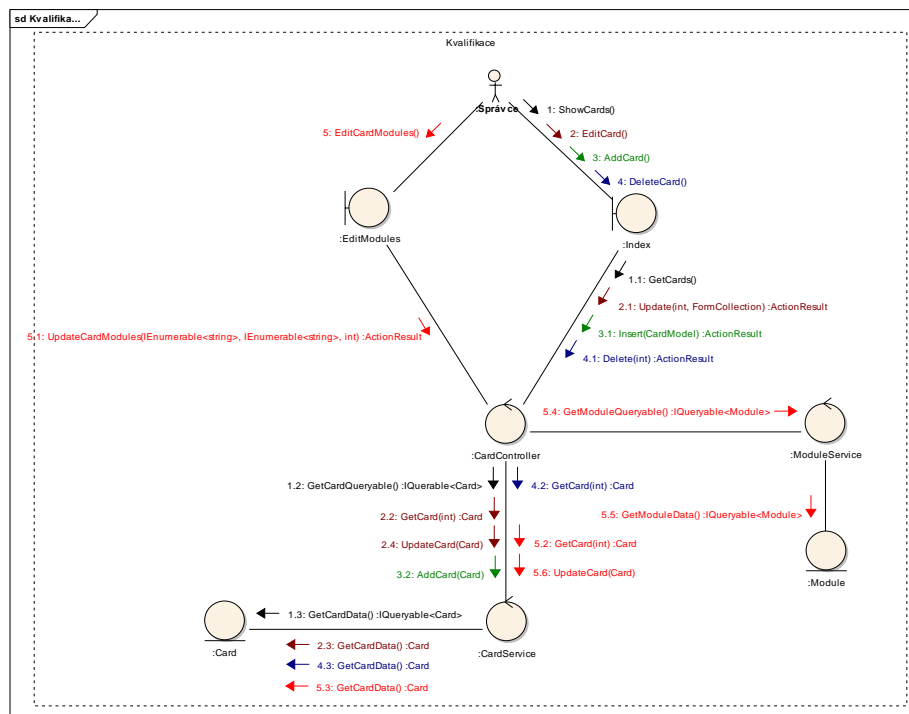 sd Kvalifika...
Kvalifikace
:Správce
1: ShowCards()
5: EditCardModules()
2: EditCard()
3: AddCard()
4: DeleteCard()
:EditModules
:Index
1.1: GetCards()
2.1: Update(int, FormCollection) :ActionResult
5.1: UpdateCardModules(IEnumerable<string>, IEnumerable<string>, int) :ActionResult
3.1: Insert(CardModel) :ActionResult
4.1: Delete(int) :ActionResult
5.4: GetModuleQueryable() :IQueryable<Module>
:CardController
:ModuleService
1.2: GetCardQueryable() :IQuerable<Card>
4.2: GetCard(int) :Card
2.2: GetCard(int) :Card
5.5: GetModuleData() :IQueryable<Module>
2.4: UpdateCard(Card)
5.2: GetCard(int) :Card
3.2: AddCard(Card)
5.6: UpdateCard(Card)
:Module
1.3: GetCardData() :IQueryable<Card>
:Card
:CardService
2.3: GetCardData() :Card
4.3: GetCardData() :Card
5.3: GetCardData() :Card